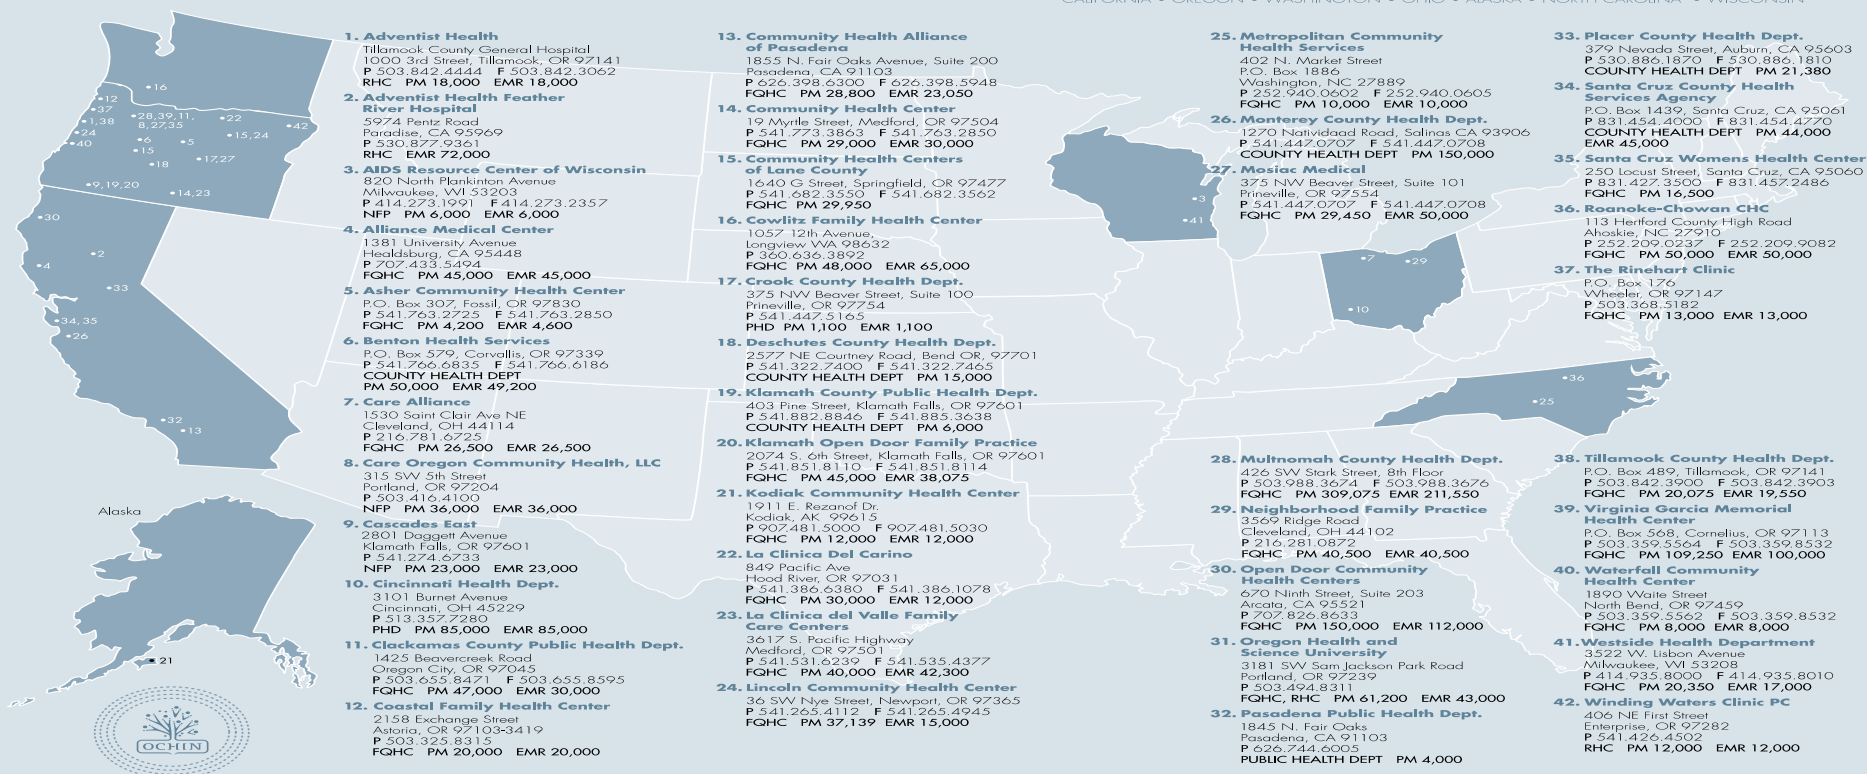 CALIFORNIA • OREGON • WASHINGTON • OHIO • ALASKA • NORTH CAROLINA • WISCONSIN
1. Adventist Health
Tillamook County General Hospital
1000 3rd Street, Tillamook, OR 97141
P 503.842.4444 F 503.842.3062
RHC PM 18,000 EMR 18,000
2. Adventist Health Feather
River Hospital
5974 Pentz Road
Paradise, CA 95969
P 530.877.9361
RHC EMR 72,000
3. AIDS Resource Center of Wisconsin
820 North Plankinton Avenue
Milwaukee, WI 53203
P 414.273.1991 F 414.273.2357
NFP PM 6,000 EMR 6,000
4. Alliance Medical Center
1381 University Avenue
Healdsburg, CA 95448
P 707.433.5494
FQHC PM 45,000 EMR 45,000
5. Asher Community Health Center
P.O. Box 307, Fossil, OR 97830
P 541.763.2725 F 541.763.2850
FQHC PM 4,200 EMR 4,600
6. Benton Health Services
P.O. Box 579, Corvallis, OR 97339
P 541.766.6835 F 541.766.6186
COUNTY HEALTH DEPT
PM 50,000 EMR 49,200
7. Care Alliance
1530 Saint Clair Ave NE
Cleveland, OH 44114
P 216.781.6725
FQHC PM 26,500 EMR 26,500
8. Care Oregon Community Health, LLC
315 SW 5th Street
Portland, OR 97204
P 503.416.4100
NFP PM 36,000 EMR 36,000
9. Cascades East
2801 Daggett Avenue
Klamath Falls, OR 97601
P 541.274.6733
NFP PM 23,000 EMR 23,000
10. Cincinnati Health Dept.
3101 Burnet Avenue
Cincinnati, OH 45229
P 513.357.7280
PHD PM 85,000 EMR 85,000
11. Clackamas County Public Health Dept.
1425 Beavercreek Road
Oregon City, OR 97045
P 503.655.8471 F 503.655.8595
FQHC PM 47,000 EMR 30,000
12. Coastal Family Health Center
2158 Exchange Street
Astoria, OR 97103-3419
P 503.325.8315
FQHC PM 20,000 EMR 20,000
13. Community Health Alliance
of Pasadena
1855 N. Fair Oaks Avenue, Suite 200
Pasadena, CA 91103
P 626.398.6300 F 626.398.5948
FQHC PM 28,800 EMR 23,050
14. Community Health Center
19 Myrtle Street, Medford, OR 97504
P 541.773.3863 F 541.763.2850
FQHC PM 29,000 EMR 30,000
15. Community Health Centers
of Lane County
1640 G Street, Springfield, OR 97477
P 541.682.3550 F 541.682.3562
FQHC PM 29,950
16. Cowlitz Family Health Center
1057 12th Avenue,
Longview WA 98632
P 360.636.3892
FQHC PM 48,000 EMR 65,000
17. Crook County Health Dept.
375 NW Beaver Street, Suite 100
Prineville, OR 97754
P 541.447.5165
PHD PM 1,100 EMR 1,100
18. Deschutes County Health Dept.
2577 NE Courtney Road, Bend OR, 97701
P 541.322.7400 F 541.322.7465
COUNTY HEALTH DEPT PM 15,000
19. Klamath County Public Health Dept.
403 Pine Street, Klamath Falls, OR 97601
P 541.882.8846 F 541.885.3638
COUNTY HEALTH DEPT PM 6,000
20. Klamath Open Door Family Practice
2074 S. 6th Street, Klamath Falls, OR 97601
P 541.851.8110 F 541.851.8114
FQHC PM 45,000 EMR 38,075
21. Kodiak Community Health Center
1911 E. Rezanof Dr.
Kodiak, AK 99615
P 907.481.5000 F 907.481.5030
FQHC PM 12,000 EMR 12,000
22. La Clinica Del Carino
849 Pacific Ave
Hood River, OR 97031
P 541.386.6380 F 541.386.1078
FQHC PM 30,000 EMR 12,000
23. La Clinica del Valle Family
Care Centers
3617 S. Pacific Highway
Medford, OR 97501
P 541.531.6239 F 541.535.4377
FQHC PM 40,000 EMR 42,300
24. Lincoln Community Health Center
36 SW Nye Street, Newport, OR 97365
P 541.265.4112 F 541.265.4945
FQHC PM 37,139 EMR 15,000
25. Metropolitan Community
Health Services
402 N. Market Street
P.O. Box 1886
Washington, NC 27889
P 252.940.0602 F 252.940.0605
FQHC PM 10,000 EMR 10,000
26. Monterey County Health Dept.
1270 Natividaad Road, Salinas CA 93906
P 541.447.0707 F 541.447.0708
COUNTY HEALTH DEPT PM 150,000
27. Mosiac Medical
375 NW Beaver Street, Suite 101
Prineville, OR 97554
P 541.447.0707 F 541.447.0708
FQHC PM 29,450 EMR 50,000
28. Multnomah County Health Dept.
426 SW Stark Street, 8th Floor
P 503.988.3674 F 503.988.3676
FQHC PM 309,075 EMR 211,550
29. Neighborhood Family Practice
3569 Ridge Road
Cleveland, OH 44102
P 216.281.0872
FQHC PM 40,500 EMR 40,500
30. Open Door Community
Health Centers
670 Ninth Street, Suite 203
Arcata, CA 95521
P 707.826.8633
FQHC PM 150,000 EMR 112,000
31. Oregon Health and
Science University
3181 SW Sam Jackson Park Road
Portland, OR 97239
P 503.494.8311
FQHC, RHC PM 61,200 EMR 43,000
32. Pasadena Public Health Dept.
1845 N. Fair Oaks
Pasadena, CA 91103
P 626.744.6005
PUBLIC HEALTH DEPT PM 4,000
33. Placer County Health Dept.
379 Nevada Street, Auburn, CA 95603
P 530.886.1870 F 530.886.1810
COUNTY HEALTH DEPT PM 21,380
34. Santa Cruz County Health
Services Agency
P.O. Box 1439, Santa Cruz, CA 95061
P 831.454.4000 F 831.454.4770
COUNTY HEALTH DEPT PM 44,000
EMR 45,000
35. Santa Cruz Womens Health Center
250 Locust Street, Santa Cruz, CA 95060
P 831.427.3500 F 831.457.2486
FQHC PM 16,500
36. Roanoke-Chowan CHC
113 Hertford County High Road
Ahoskie, NC 27910
P 252.209.0237 F 252.209.9082
FQHC PM 50,000 EMR 50,000
37. The Rinehart Clinic
P.O. Box 176
Wheeler, OR 97147
P 503.368.5182
FQHC PM 13,000 EMR 13,000
38. Tillamook County Health Dept.
P.O. Box 489, Tillamook, OR 97141
P 503.842.3900 F 503.842.3903
FQHC PM 20,075 EMR 19,550
39. Virginia Garcia Memorial
Health Center
P.O. Box 568, Cornelius, OR 97113
P 503.359.5564 F 503.359.8532
FQHC PM 109,250 EMR 100,000
40. Waterfall Community
Health Center
1890 Waite Street
North Bend, OR 97459
P 503.359.5562 F 503.359.8532
FQHC PM 8,000 EMR 8,000
41. Westside Health Department
3522 W. Lisbon Avenue
Milwaukee, WI 53208
P 414.935.8000 F 414.935.8010
FQHC PM 20,350 EMR 17,000
42. Winding Waters Clinic PC
406 NE First Street
Enterprise, OR 97282
P 541.426.4502
RHC PM 12,000 EMR 12,000
16
12
37
1,38
24
40
28,39,11,
8,27,35
22
42
15,24
6
5
15
17,27
18
9,19,20
14,23
30
2
4
33
34, 35
26
32
13
3
41
7
29
10
36
25
Alaska
21
OCHIN